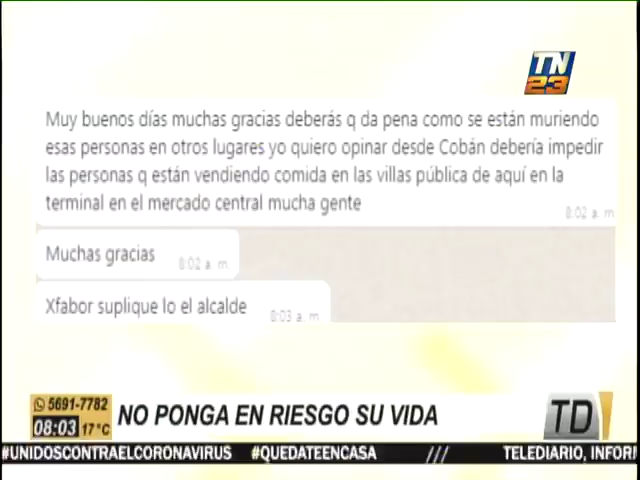 TN
23
Muy buenos días muchas gracias deberás q da pena como se están muriendo
esas personas en otros lugares yo quiero opinar desde Cobán debería impedir
las personas q están vendiendo comida en las villas pública de aquí en la
terminal en el mercado central mucha gente
8:02 a. m.
Muchas gracias
8:02 a. m.
Xfabor suplique lo el alcalde
8:03 a. m.
5691-7782
08:03 17°C
NO PONGA EN RIESGO SU VIDA
TD
#UNIDOSCONTRAELCORONAVIRUS #QUEDATEENCASA /// TELEDIARIO, INFOR